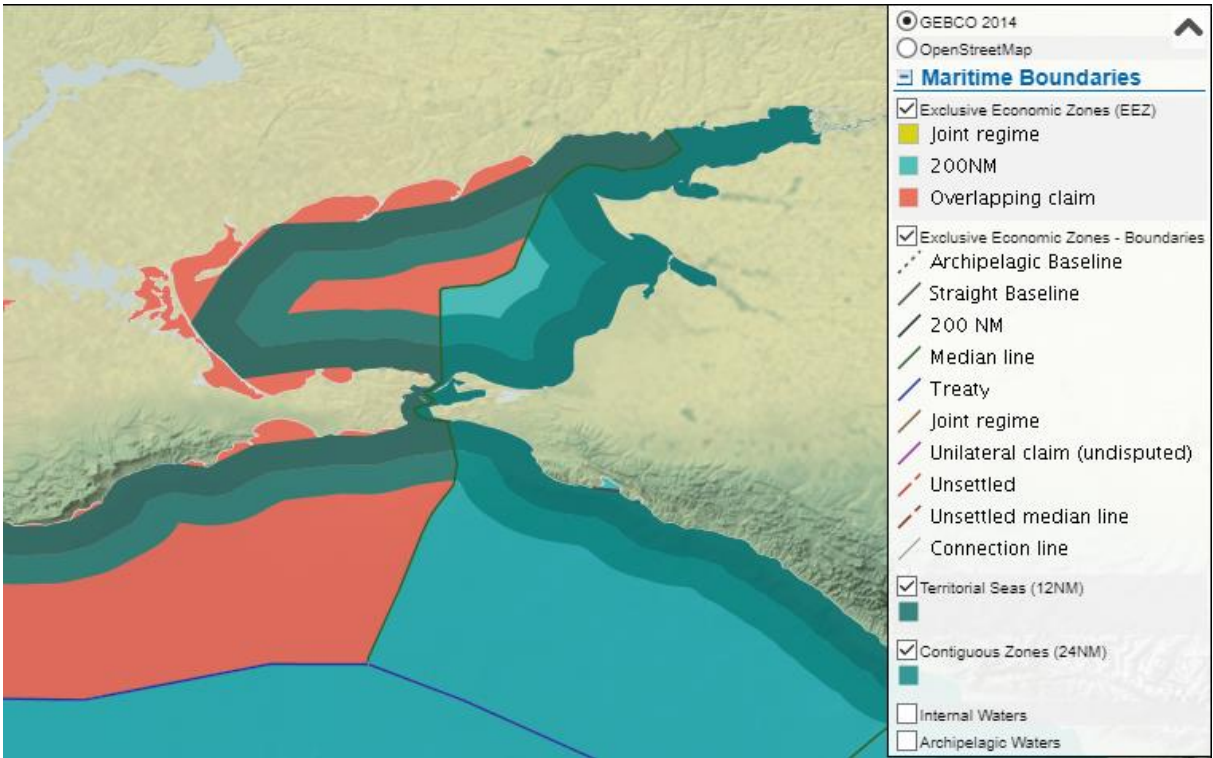 GEBCO 2014
OpenStreetMap
Maritime Boundaries
Exclusive Economic Zones (EEZ)
Joint regime
200NM
Overlapping claim
Exclusive Economic Zones - Boundaries
Archipelagic Baseline
Straight Baseline
200 NM
Median line
Treaty
Joint regime
Unilateral claim (undisputed)
Unsettled
Unsettled median line
Connection line
Territorial Seas (12NM)
Contiguous Zones (24NM)
Internal Waters
Archipelagic Waters